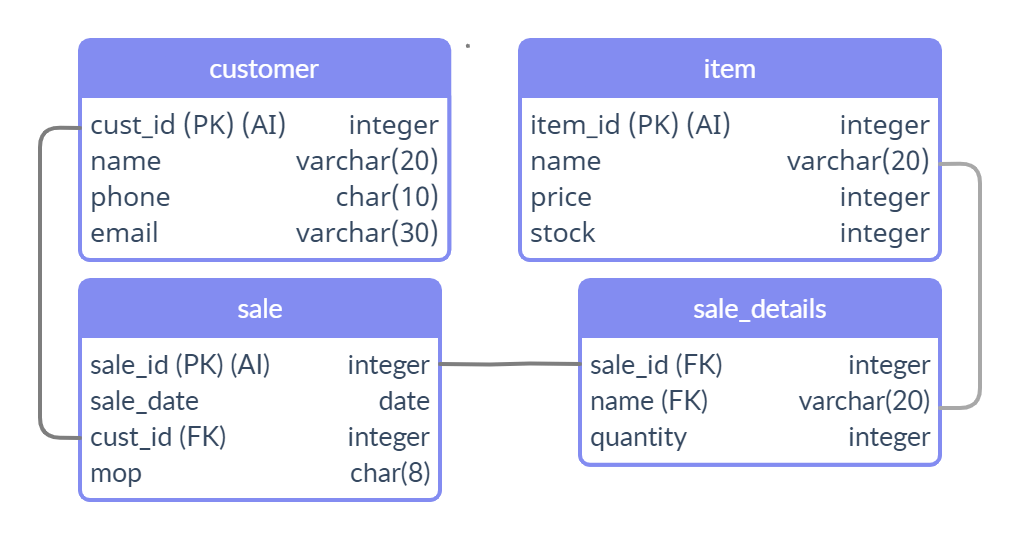 customer
cust_id (PK) (AI) integer
name varchar(20)
phone char(10)
email varchar(30)
item
item_id (PK) (AI) integer
name varchar(20)
price integer
stock integer
sale
sale_id (PK) (AI) integer
sale_date date
cust_id (FK) integer
mop char(8)
sale_details
sale_id (FK) integer
name (FK) varchar(20)
quantity integer